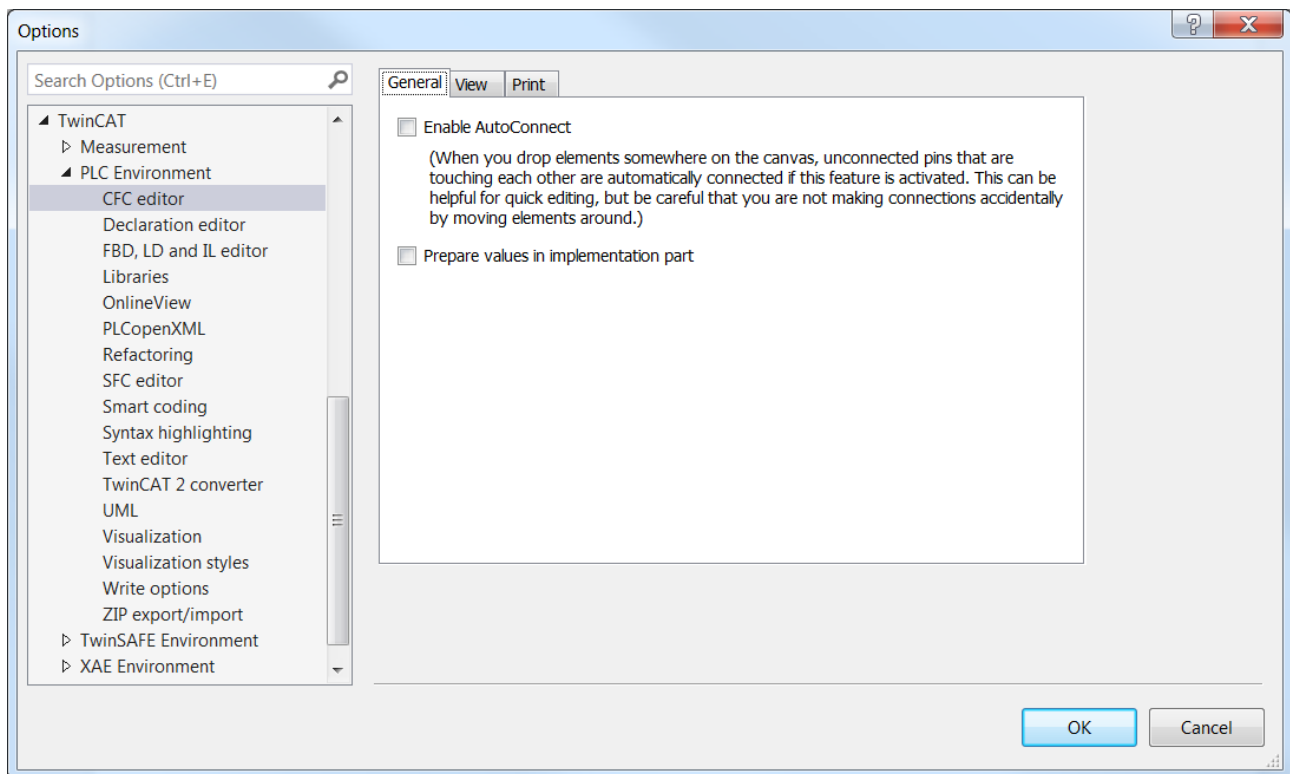 Options
Search Options (Ctrl+E)
TwinCAT
Measurement
PLC Environment
CFC editor
Declaration editor
FBD, LD and IL editor
Libraries
OnlineView
PLCopenXML
Refactoring
SFC editor
Smart coding
Syntax highlighting
Text editor
TwinCAT 2 converter
UML
Visualization
Visualization styles
Write options
ZIP export/import
TwinSAFE Environment
XAE Environment
General View Print
Enable AutoConnect
(When you drop elements somewhere on the canvas, unconnected pins that are
touching each other are automatically connected if this feature is activated. This can be
helpful for quick editing, but be careful that you are not making connections accidentally
by moving elements around.)
Prepare values in implementation part
OK Cancel